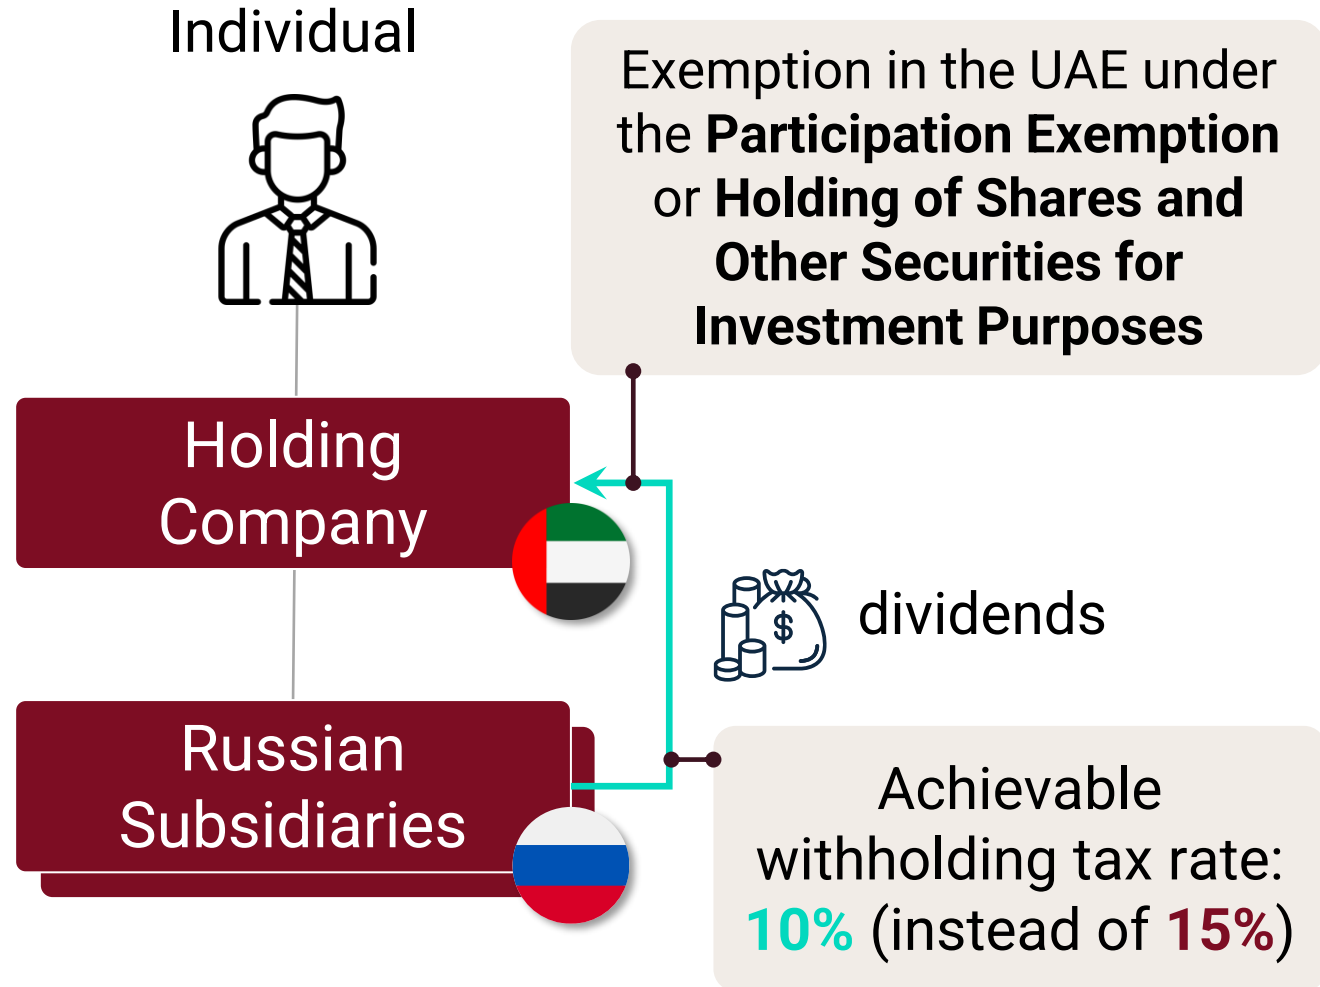 Individual
Exemption in the UAE under
the Participation Exemption
or Holding of Shares and
Other Securities for
Investment Purposes
Holding
Company
$
dividends
Russian
Subsidiaries
Achievable
withholding tax rate:
10% (instead of 15%)